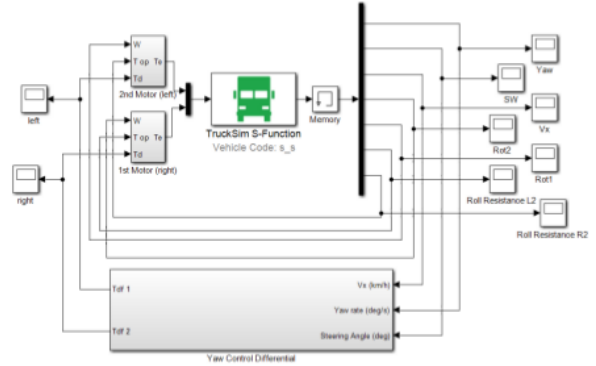 W
T op Te
Td
2nd Motor (left)
W
T op Te
Td
1st Motor (right)
left
right
TruckSim S-Function
Vehicle Code: s_s
Memory
Yaw
SW
Vx
Rot2
Rot1
Roll Resistance L2
Roll Resistance R2
Tdf 1
Tdf 2
Vx (km/h)
Yaw rate (deg/s)
Steering Angle (deg)
Yaw Control Differential